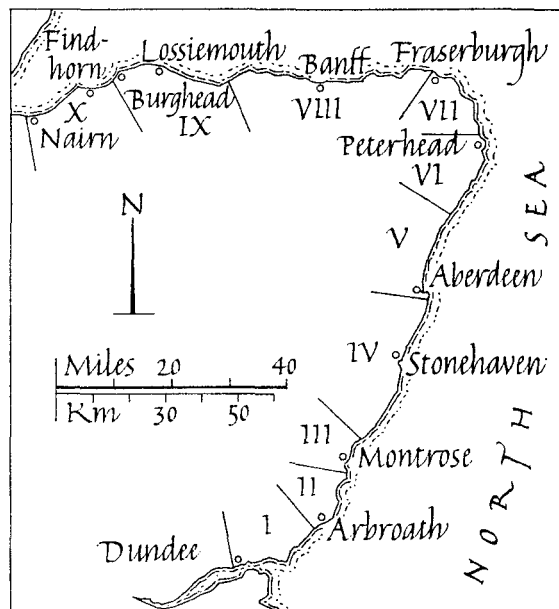 Find-
horn
Lossiemouth
Banff
Fraserburgh
X
Burghead
IX
VIII
VII
Nairn
Peterhead
VI
N
V
SEA
Aberdeen
IV
Stonehaven
Miles 20 40
Km 30 50
III
Montrose
II
NORTH
I
Arbroath
Dundee